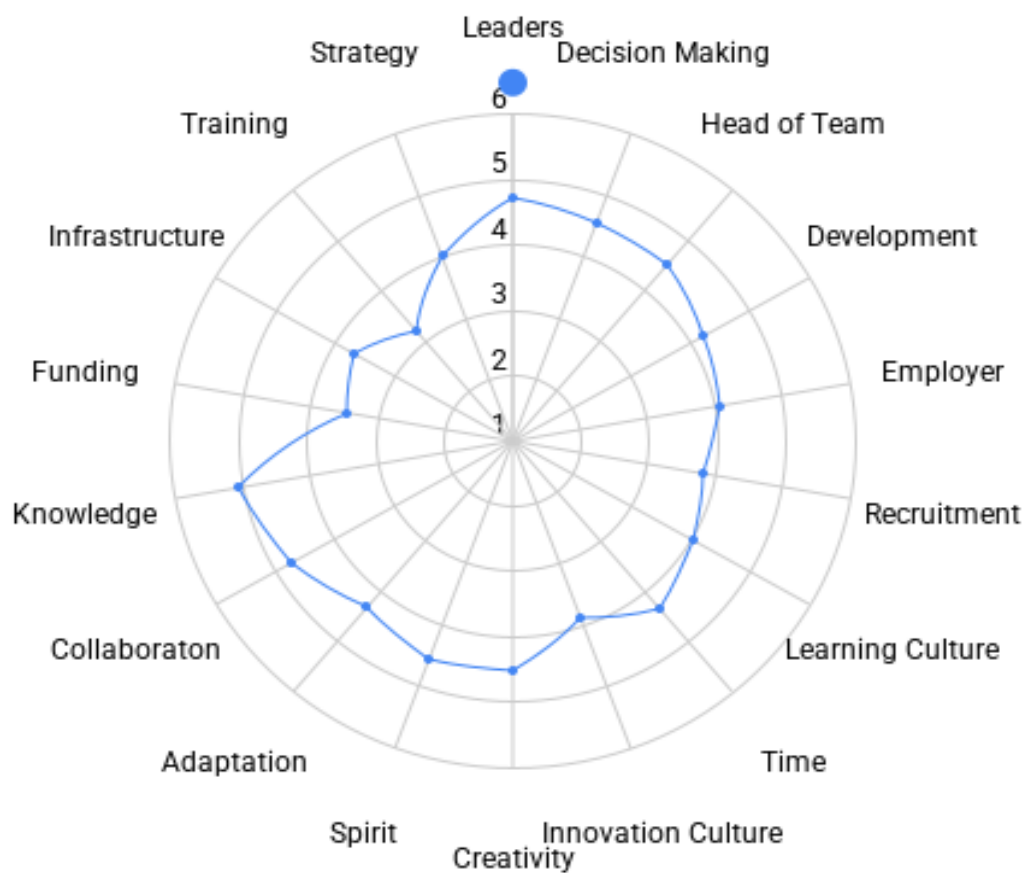 Leaders
Strategy
Decision Making
6
Training
Head of Team
5
Infrastructure
4
Development
3
Funding
2
Employer
1
Knowledge
Recruitment
Collaboraton
Learning Culture
Adaptation
Time
Spirit
Innovation Culture
Creativity